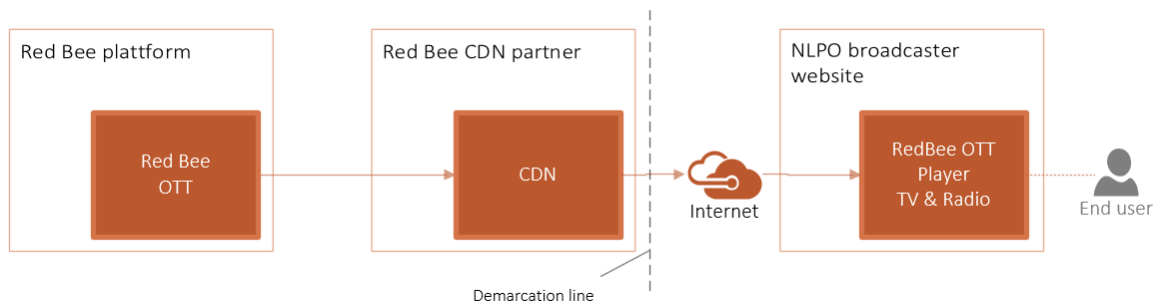 Red Bee plattform
Red Bee
OTT
Red Bee CDN partner
CDN
Demarcation line
Internet
NLPO broadcaster
website
RedBee OTT
Player
TV & Radio
End user